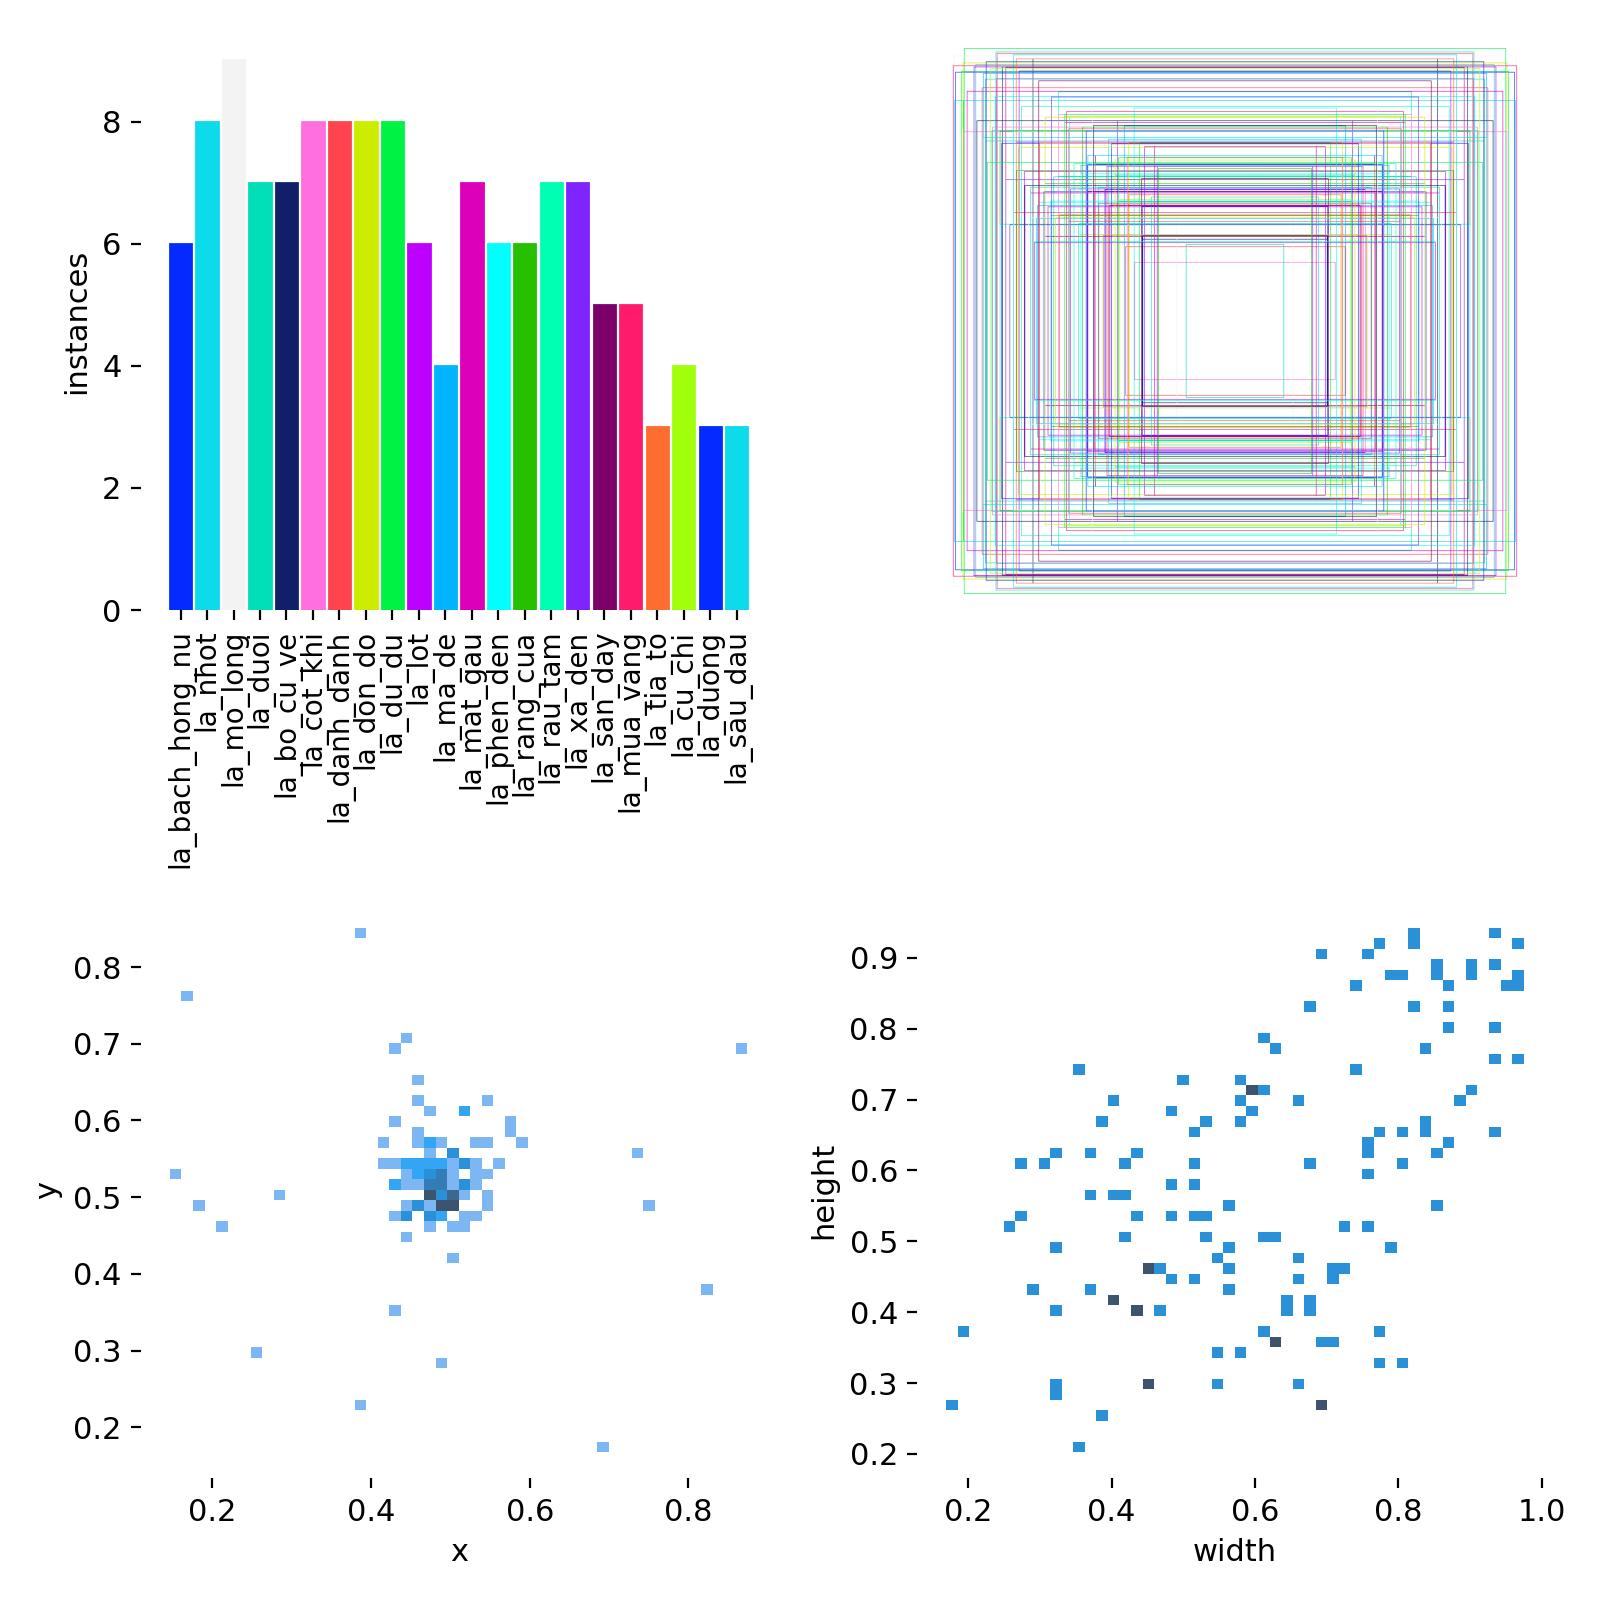 8
6
4
2
0
instances
la_bach_hong_nu
la_nhot
la_mo_long
la_duoi
la_bo_cu_ve
la_cot_khi
la_danh_danh
la_don_do
la_du_du
la_lot
la_ma_de
la_mat_gau
la_phen_den
la_rang_cua
la_rau_tam
la_xa_den
la_san_day
la_mua_vang
la_tia_to
la_cu_chi
la_duong
la_sau_dau
0.8
0.7
0.6
0.5
0.4
0.3
0.2
y
0.2 0.4 0.6 0.8
x
0.9
0.8
0.7
0.6
0.5
0.4
0.3
0.2
height
0.2 0.4 0.6 0.8 1.0
width